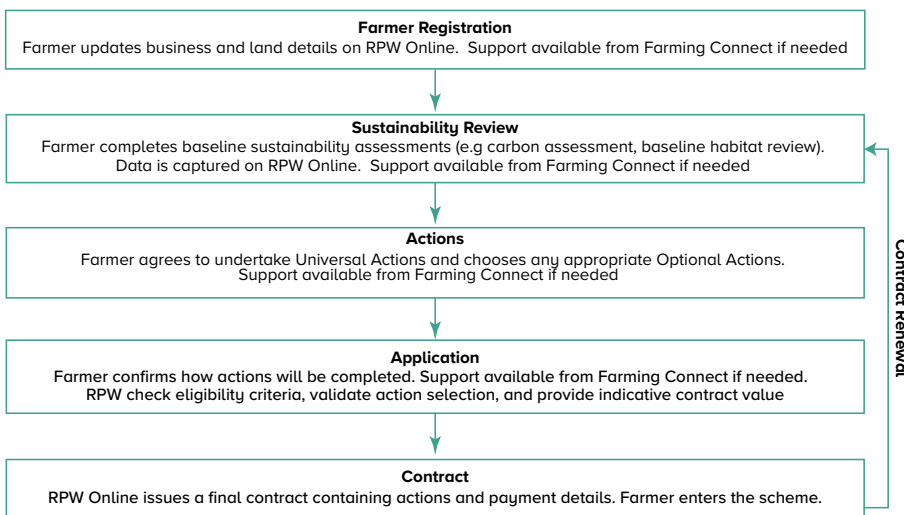 Farmer Registration
Farmer updates business and land details on RPW Online. Support available from Farming Connect if needed
Sustainability Review
Farmer completes baseline sustainability assessments (e.g carbon assessment, baseline habitat review).
Data is captured on RPW Online. Support available from Farming Connect if needed
Actions
Farmer agrees to undertake Universal Actions and chooses any appropriate Optional Actions.
Support available from Farming Connect if needed
Application
Farmer confirms how actions will be completed. Support available from Farming Connect if needed.
RPW check eligibility criteria, validate action selection, and provide indicative contract value
Contract
RPW Online issues a final contract containing actions and payment details. Farmer enters the scheme.
Contract Renewal